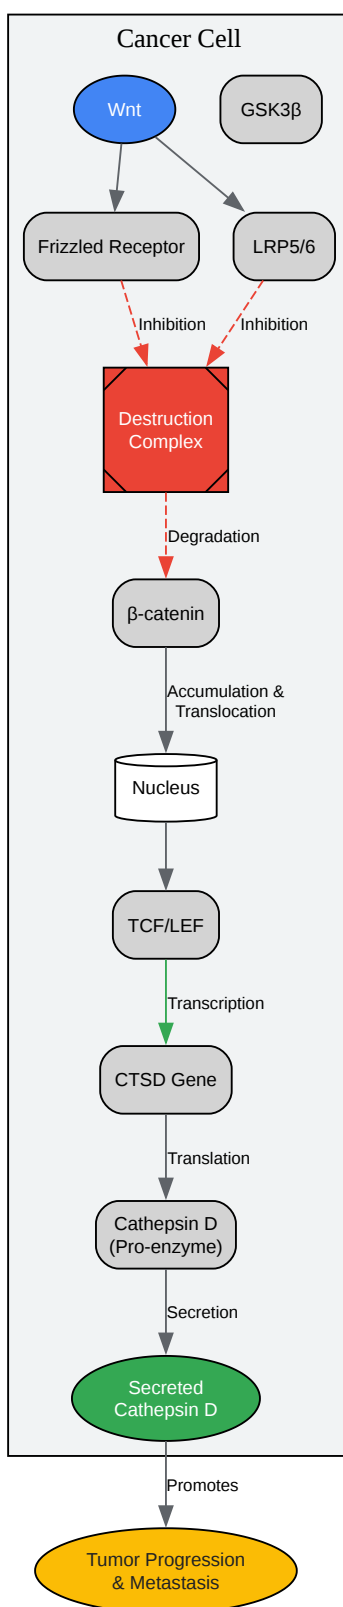 Cancer Cell
Wnt
GSK3β
Frizzled Receptor
LRP5/6
Inhibition
Inhibition
Destruction
Complex
Degradation
β-catenin
Accumulation &
Translocation
Nucleus
TCF/LEF
Transcription
CTSD Gene
Translation
Cathepsin D
(Pro-enzyme)
Secretion
Secreted
Cathepsin D
Promotes
Tumor Progression
& Metastasis